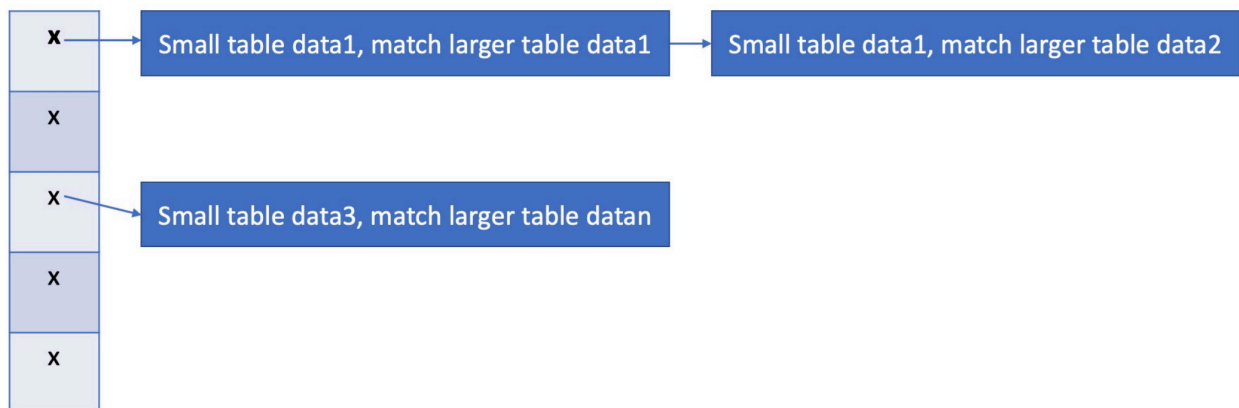 x
Small table data1, match larger table data1
Small table data1, match larger table data2
x
x
Small table data3, match larger table datan
x
x